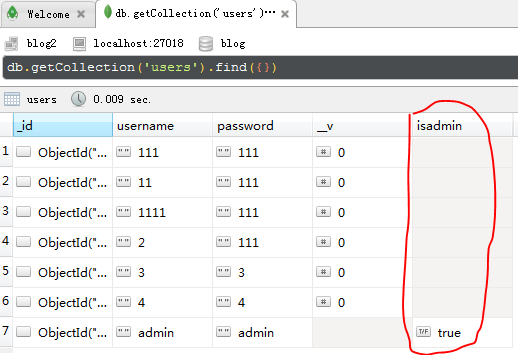 Welcome × db.getCollection('users')… ×
blog2 localhost:27018 blog
db.getCollection('users').find({})
users 0.009 sec.
_id username password __v isadmin
1 ObjectId("... "" 111 "" 111 # 0
2 ObjectId("... "" 11 "" 111 # 0
3 ObjectId("... "" 1111 "" 111 # 0
4 ObjectId("... "" 2 "" 111 # 0
5 ObjectId("... "" 3 "" 3 # 0
6 ObjectId("... "" 4 "" 4 # 0
7 ObjectId("... "" admin "" admin T/F true